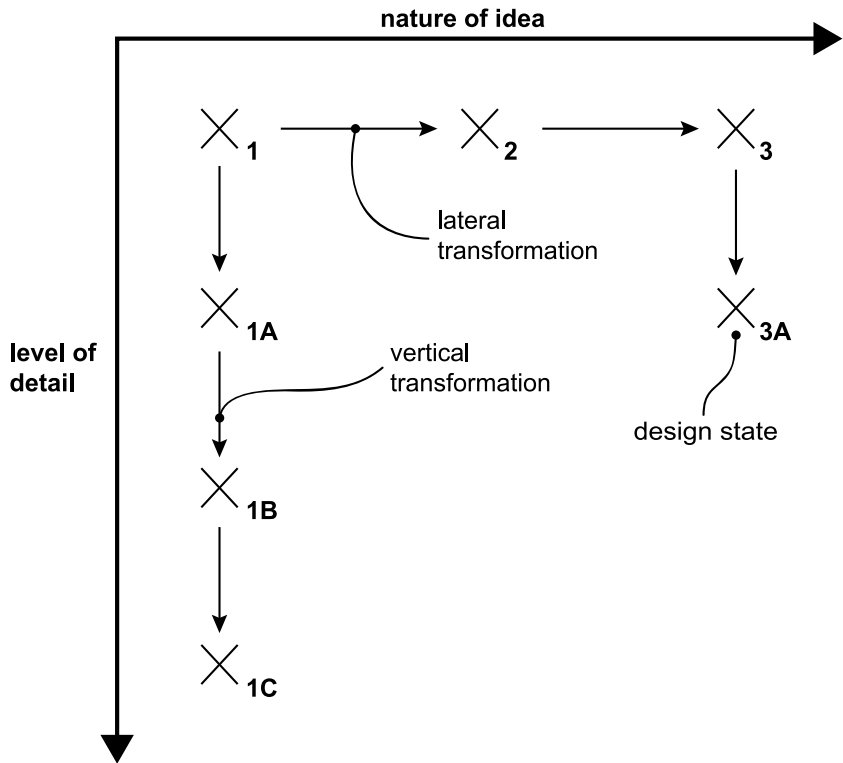 nature of idea
1
2
3
lateral
transformation
1A
3A
level of
detail
vertical
transformation
design state
1B
1C